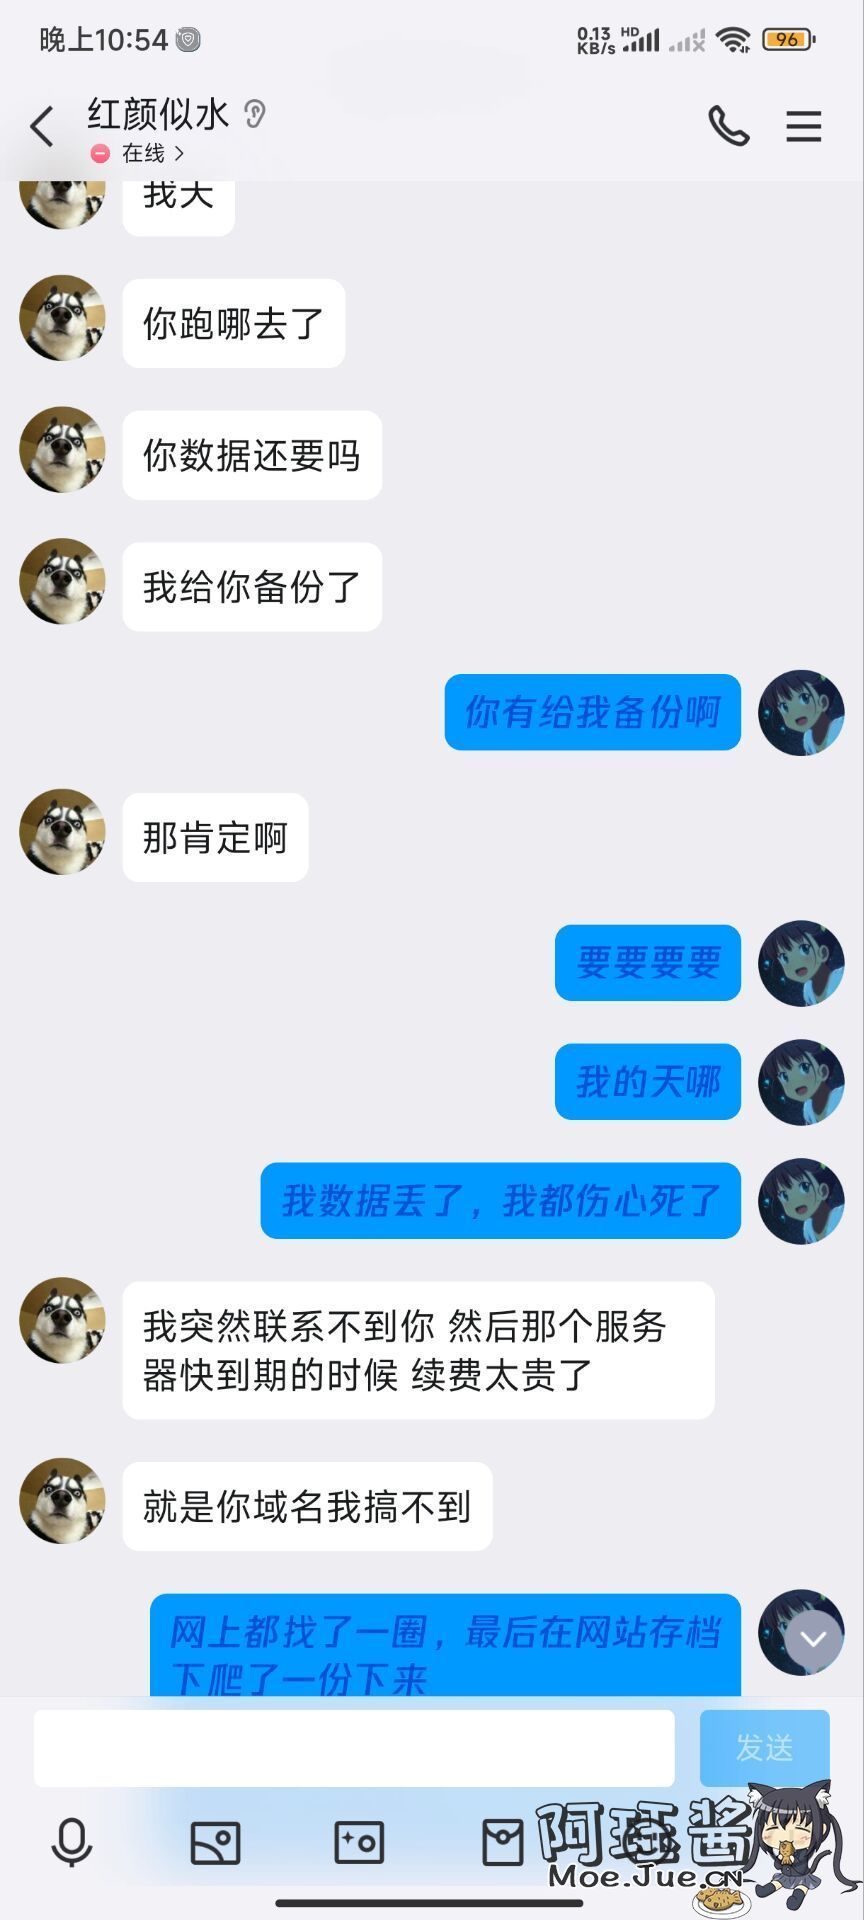 晚上10:54
0.13
KB/s
HD
96
红颜似水
在线
我天
你跑哪去了
你数据还要吗
我给你备份了
你有给我备份啊
那肯定啊
要要要要
我的天哪
我数据丢了，我都伤心死了
我突然联系不到你 然后那个服务
器快到期的时候 续费太贵了
就是你域名我搞不到
网上都找了一圈，最后在网站存档
下爬了一份下来
发送
阿珏酱
Moe.Jue.cn